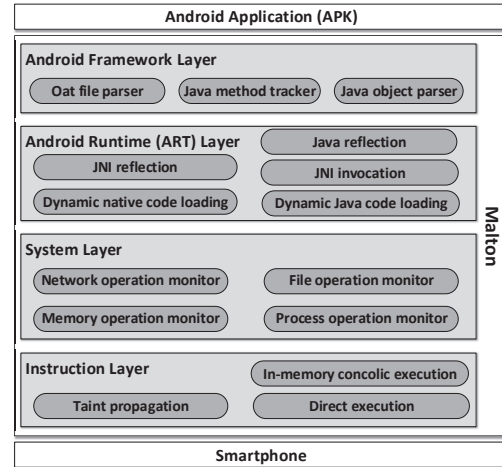 Android Application (APK)
Android Framework Layer
Oat file parser
Java method tracker
Java object parser
Android Runtime (ART) Layer
Java reflection
JNI reflection
JNI invocation
Dynamic native code loading
Dynamic Java code loading
System Layer
Network operation monitor
File operation monitor
Memory operation monitor
Process operation monitor
Instruction Layer
In-memory concolic execution
Taint propagation
Direct execution
Malton
Smartphone